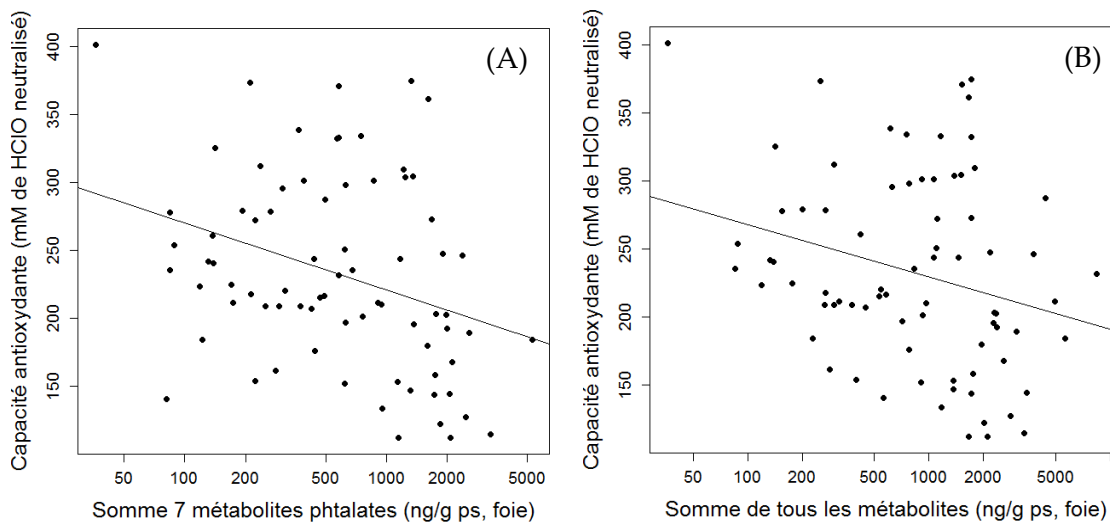 (A)
Capacité antioxydante (mM de HClO neutralisé)
400
350
300
250
200
150
50 100 200 500 1000 2000 5000
Somme 7 métabolites phtalates (ng/g ps, foie)
(B)
Capacité antioxydante (mM de HClO neutralisé)
400
350
300
250
200
150
50 100 200 500 1000 2000 5000
Somme de tous les métabolites (ng/g ps, foie)